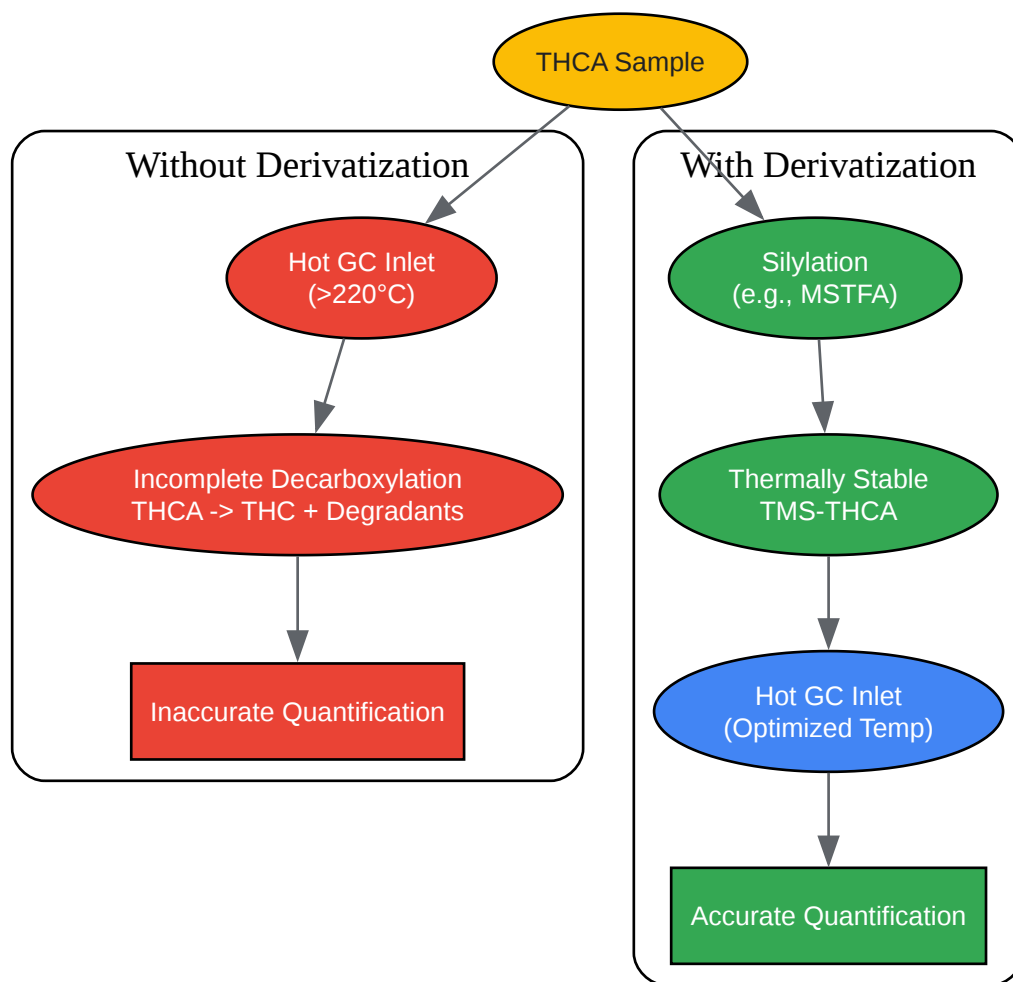 THCA Sample
Without Derivatization
Hot GC Inlet
(>220°C)
Incomplete Decarboxylation
THCA -> THC + Degradants
Inaccurate Quantification
With Derivatization
Silylation
(e.g., MSTFA)
Thermally Stable
TMS-THCA
Hot GC Inlet
(Optimized Temp)
Accurate Quantification